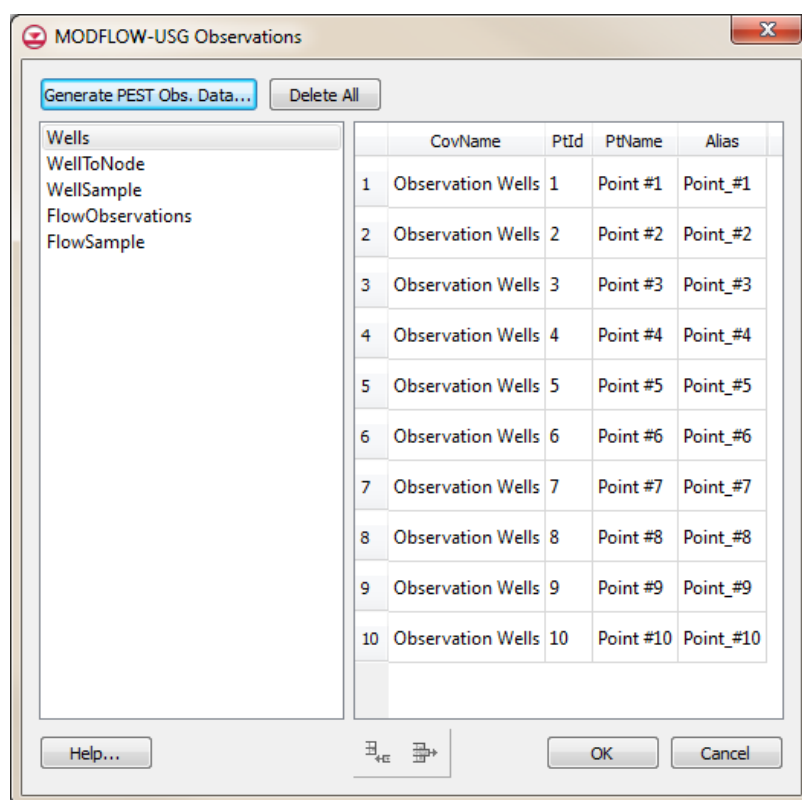 MODFLOW-USG Observations
Generate PEST Obs. Data... Delete All
Wells
WellToNode
WellSample
FlowObservations
FlowSample
CovName PtId PtName Alias
1 Observation Wells 1 Point #1 Point_#1
2 Observation Wells 2 Point #2 Point_#2
3 Observation Wells 3 Point #3 Point_#3
4 Observation Wells 4 Point #4 Point_#4
5 Observation Wells 5 Point #5 Point_#5
6 Observation Wells 6 Point #6 Point_#6
7 Observation Wells 7 Point #7 Point_#7
8 Observation Wells 8 Point #8 Point_#8
9 Observation Wells 9 Point #9 Point_#9
10 Observation Wells 10 Point #10 Point_#10
Help... OK Cancel